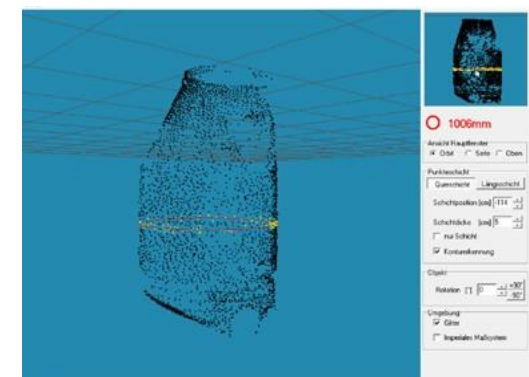 1006mm
Ansicht Hauptfenster
Orbit Seite Oben
Punkteschicht
Querschicht Längsschicht
Schichtposition [cm] -114
Schichtdicke [cm] 5
nur Schicht
Konturerkennung
Objekt
Rotation [°] 0 +90° -90°
Umgebung
Gitter
Imperiales Maßsystem